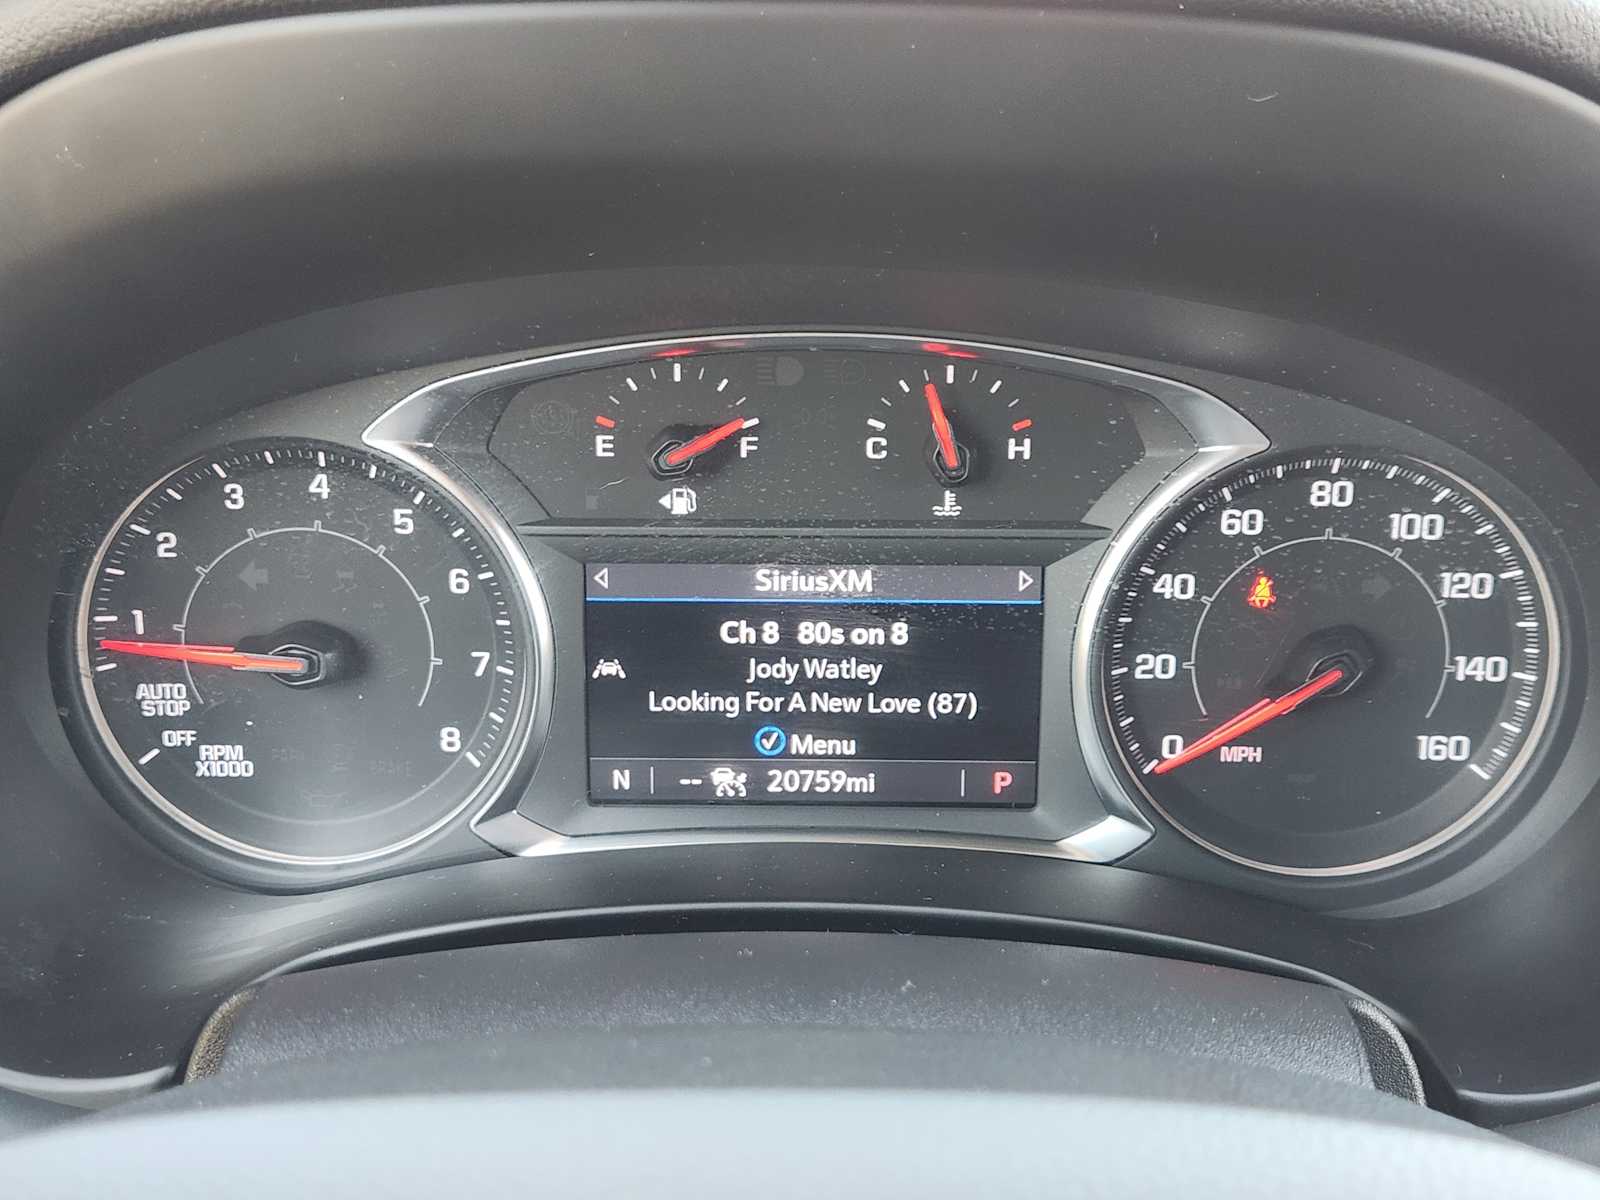 E F
C H
1
2
3
4
5
6
7
8
AUTO
STOP
OFF
RPM
X1000
PARK
BRAKE
SiriusXM
Ch 8 80s on 8
Jody Watley
Looking For A New Love (87)
Menu
N -- 20759mi P
0
20
40
60
80
100
120
140
160
MPH